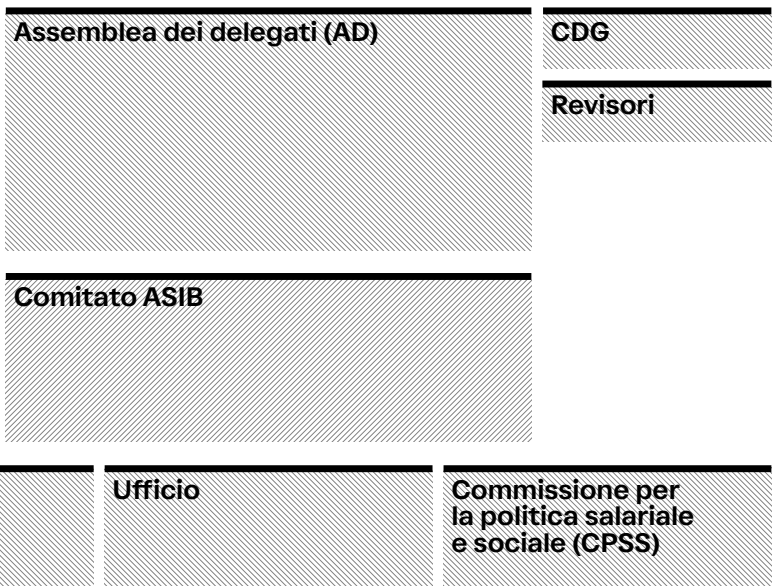 Assemblea dei delegati (AD)
CDG
Revisori
Comitato ASIB
Ufficio
Commissione per
la politica salariale
e sociale (CPSS)